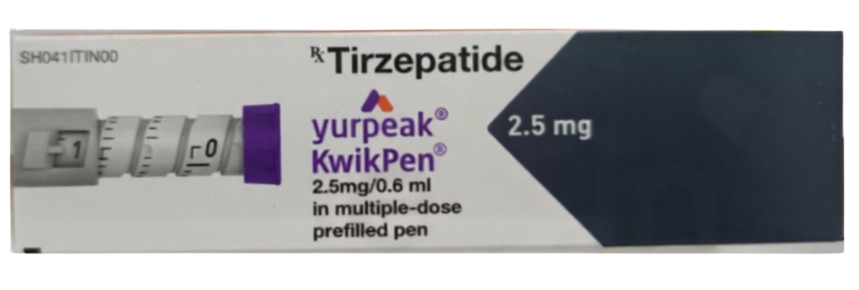 SH041ITIN00
Rx Tirzepatide
yurpeak®
KwikPen®
2.5mg/0.6 ml
in multiple-dose
prefilled pen
2.5 mg
1
0